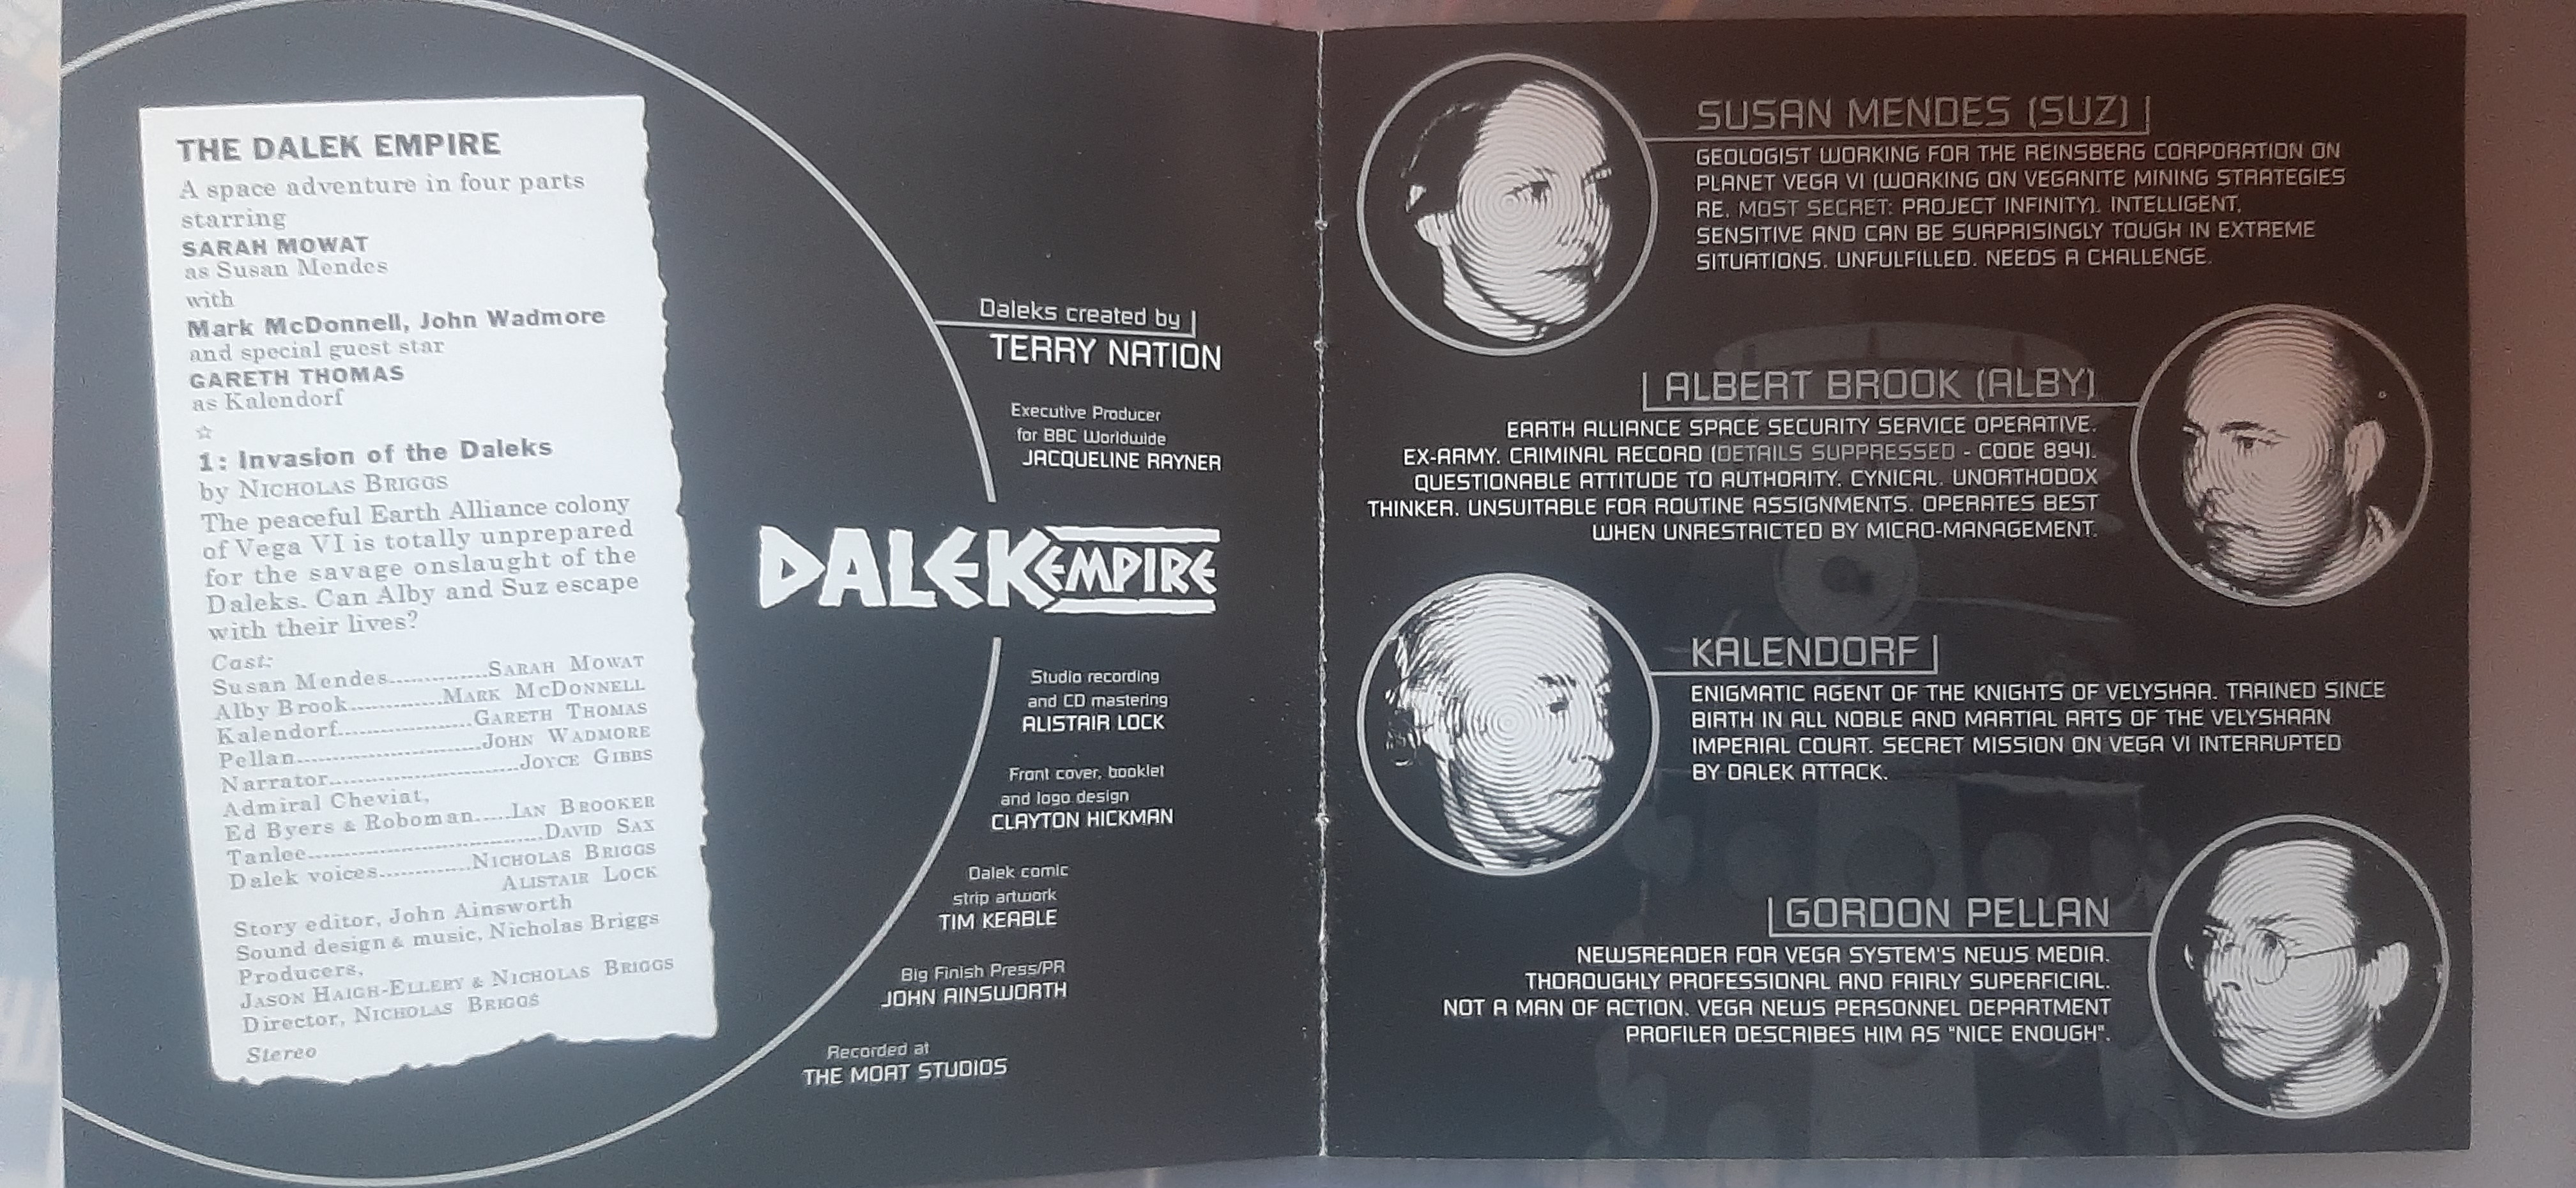 THE DALEK EMPIRE
A space adventure in four parts
starring
SARAH MOWAT
as Susan Mendes
with
Mark McDonnell, John Wadmore
and special guest star
GARETH THOMAS
as Kalendorf
☆
1: Invasion of the Daleks
by NICHOLAS BRIGGS
The peaceful Earth Alliance colony
of Vega VI is totally unprepared
for the savage onslaught of the
Daleks. Can Alby and Suz escape
with their lives?
Cast:
Susan Mendes..............SARAH MOWAT
Alby Brook.............MARK MCDONNELL
Kalendorf...................GARETH THOMAS
Pellan..........................JOHN WADMORE
Narrator...........................JOYCE GIBBS
Admiral Cheviat,
Ed Byers & Roboman.....IAN BROOKER
Tanlee.................................DAVID SAX
Dalek voices.............NICHOLAS BRIGGS
ALISTAIR LOCK
Story editor, John Ainsworth
Sound design & music, Nicholas Briggs
Producers,
JASON HAIGH-ELLERY & NICHOLAS BRIGGS
Director, NICHOLAS BRIGGS
Stereo
Daleks created by
TERRY NATION
Executive Producer
for BBC Worldwide
JACQUELINE RAYNER
DALEK EMPIRE
Studio recording
and CD mastering
ALISTAIR LOCK
Front cover, booklet
and logo design
CLAYTON HICKMAN
Dalek comic
strip artwork
TIM KEABLE
Big Finish Press/PR
JOHN AINSWORTH
Recorded at
THE MOAT STUDIOS
SUSAN MENDES (SUZ)
GEOLOGIST WORKING FOR THE REINSBERG CORPORATION ON
PLANET VEGA VI (WORKING ON VEGANITE MINING STRATEGIES
RE. MOST SECRET: PROJECT INFINITY). INTELLIGENT,
SENSITIVE AND CAN BE SURPRISINGLY TOUGH IN EXTREME
SITUATIONS. UNFULFILLED. NEEDS A CHALLENGE.
ALBERT BROOK (ALBY)
EARTH ALLIANCE SPACE SECURITY SERVICE OPERATIVE.
EX-ARMY. CRIMINAL RECORD (DETAILS SUPPRESSED - CODE 894).
QUESTIONABLE ATTITUDE TO AUTHORITY. CYNICAL. UNORTHODOX
THINKER. UNSUITABLE FOR ROUTINE ASSIGNMENTS. OPERATES BEST
WHEN UNRESTRICTED BY MICRO-MANAGEMENT.
KALENDORF
ENIGMATIC AGENT OF THE KNIGHTS OF VELYSHAA. TRAINED SINCE
BIRTH IN ALL NOBLE AND MARTIAL ARTS OF THE VELYSHAAN
IMPERIAL COURT. SECRET MISSION ON VEGA VI INTERRUPTED
BY DALEK ATTACK.
GORDON PELLAN
NEWSREADER FOR VEGA SYSTEM'S NEWS MEDIA.
THOROUGHLY PROFESSIONAL AND FAIRLY SUPERFICIAL.
NOT A MAN OF ACTION. VEGA NEWS PERSONNEL DEPARTMENT
PROFILER DESCRIBES HIM AS "NICE ENOUGH".